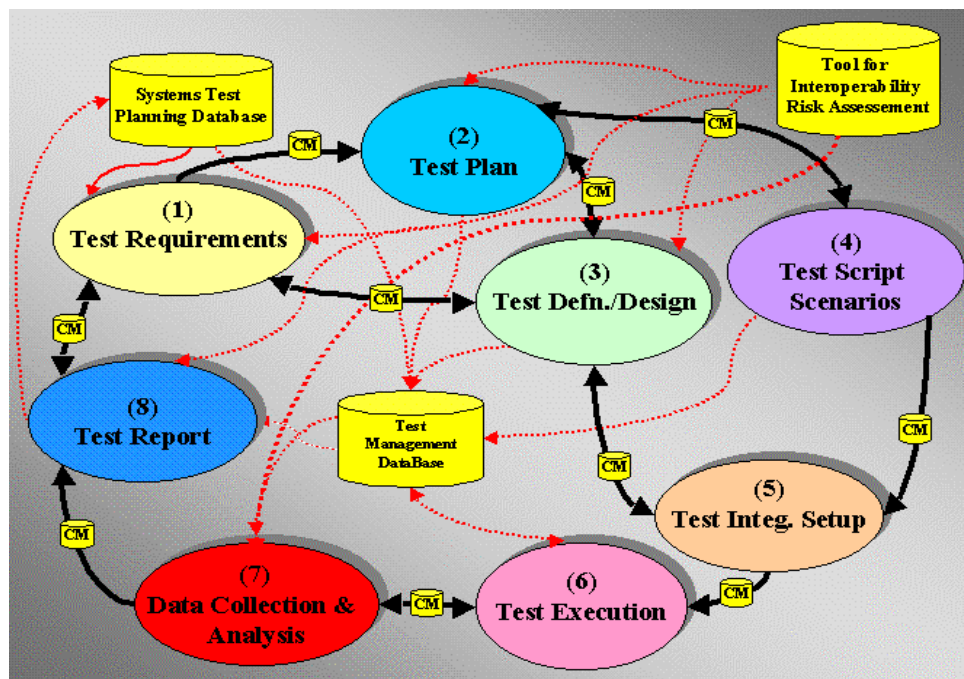 Systems Test
Planning Database
Tool for
Interoperability
Risk Assessement
CM
CM
(2)
Test Plan
CM
(1)
Test Requirements
(4)
Test Script
Scenarios
(3)
Test Defn./Design
CM
CM
(8)
Test Report
Test
Management
DataBase
CM
CM
(5)
Test Integ. Setup
CM
(7)
Data Collection &
Analysis
CM
(6)
Test Execution
CM
CM